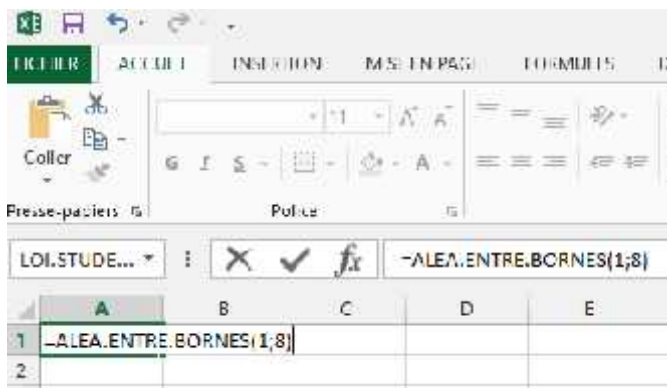 FICHIER ACCUEIL INSERTION MISE EN PAGE FORMULES
11
Coller
G I S A
Presse-papiers Police
LOI.STUDE... fx =ALEA.ENTRE.BORNES(1;8)
A B C D E
1 =ALEA.ENTRE.BORNES(1;8)
2